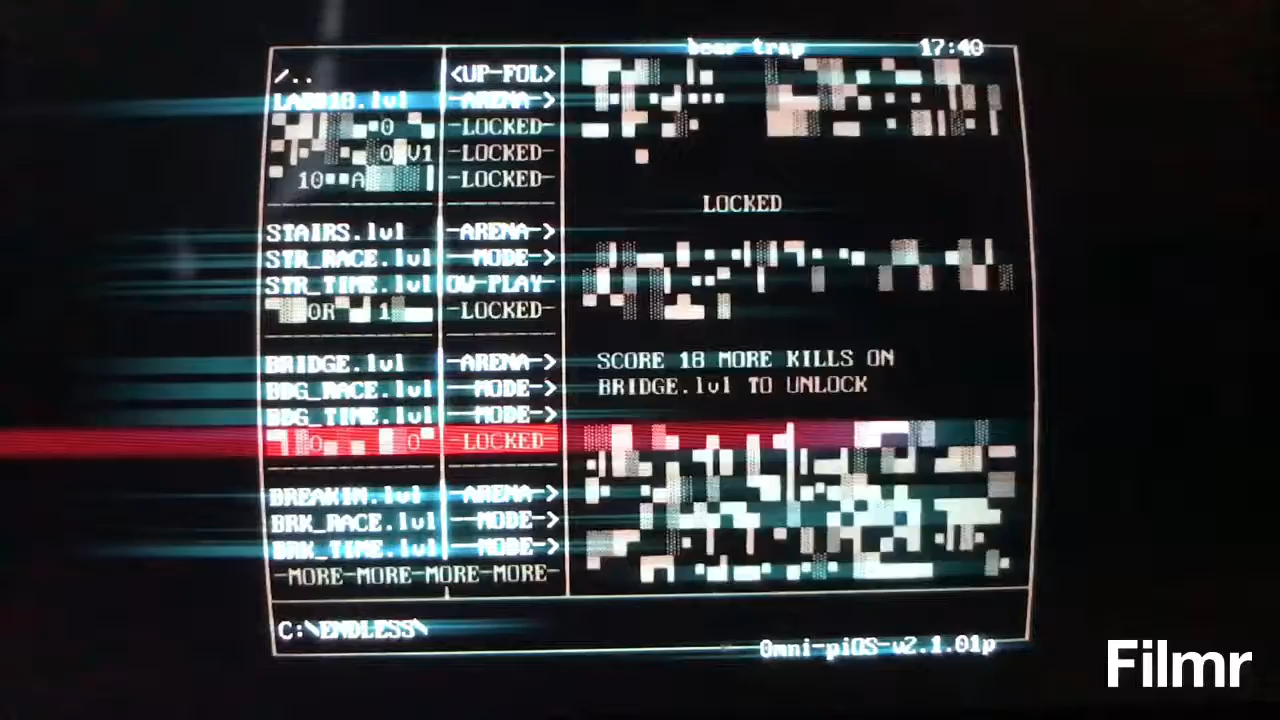 bear trap
17:40
/..
<UP-FOL>
-ARENA->
-LOCKED-
-LOCKED-
-LOCKED-
LOCKED
STAIRS.lvl
-ARENA->
STR_RACE.lvl
--MODE->
STR_TIME.lvl
OW-PLAY-
-LOCKED-
BRIDGE.lvl
-ARENA->
BDG_RACE.lvl
--MODE->
BDG_TIME.lvl
--MODE->
-LOCKED-
SCORE 18 MORE KILLS ON
BRIDGE.lvl TO UNLOCK
BREAKIN.lvl
-ARENA->
BRK_RACE.lvl
--MODE->
BRK_TIME.lvl
--MODE->
-MORE-MORE-MORE-MORE-
C:\ENDLESS\
Omni-piOS-v2.1.01p
Filmr